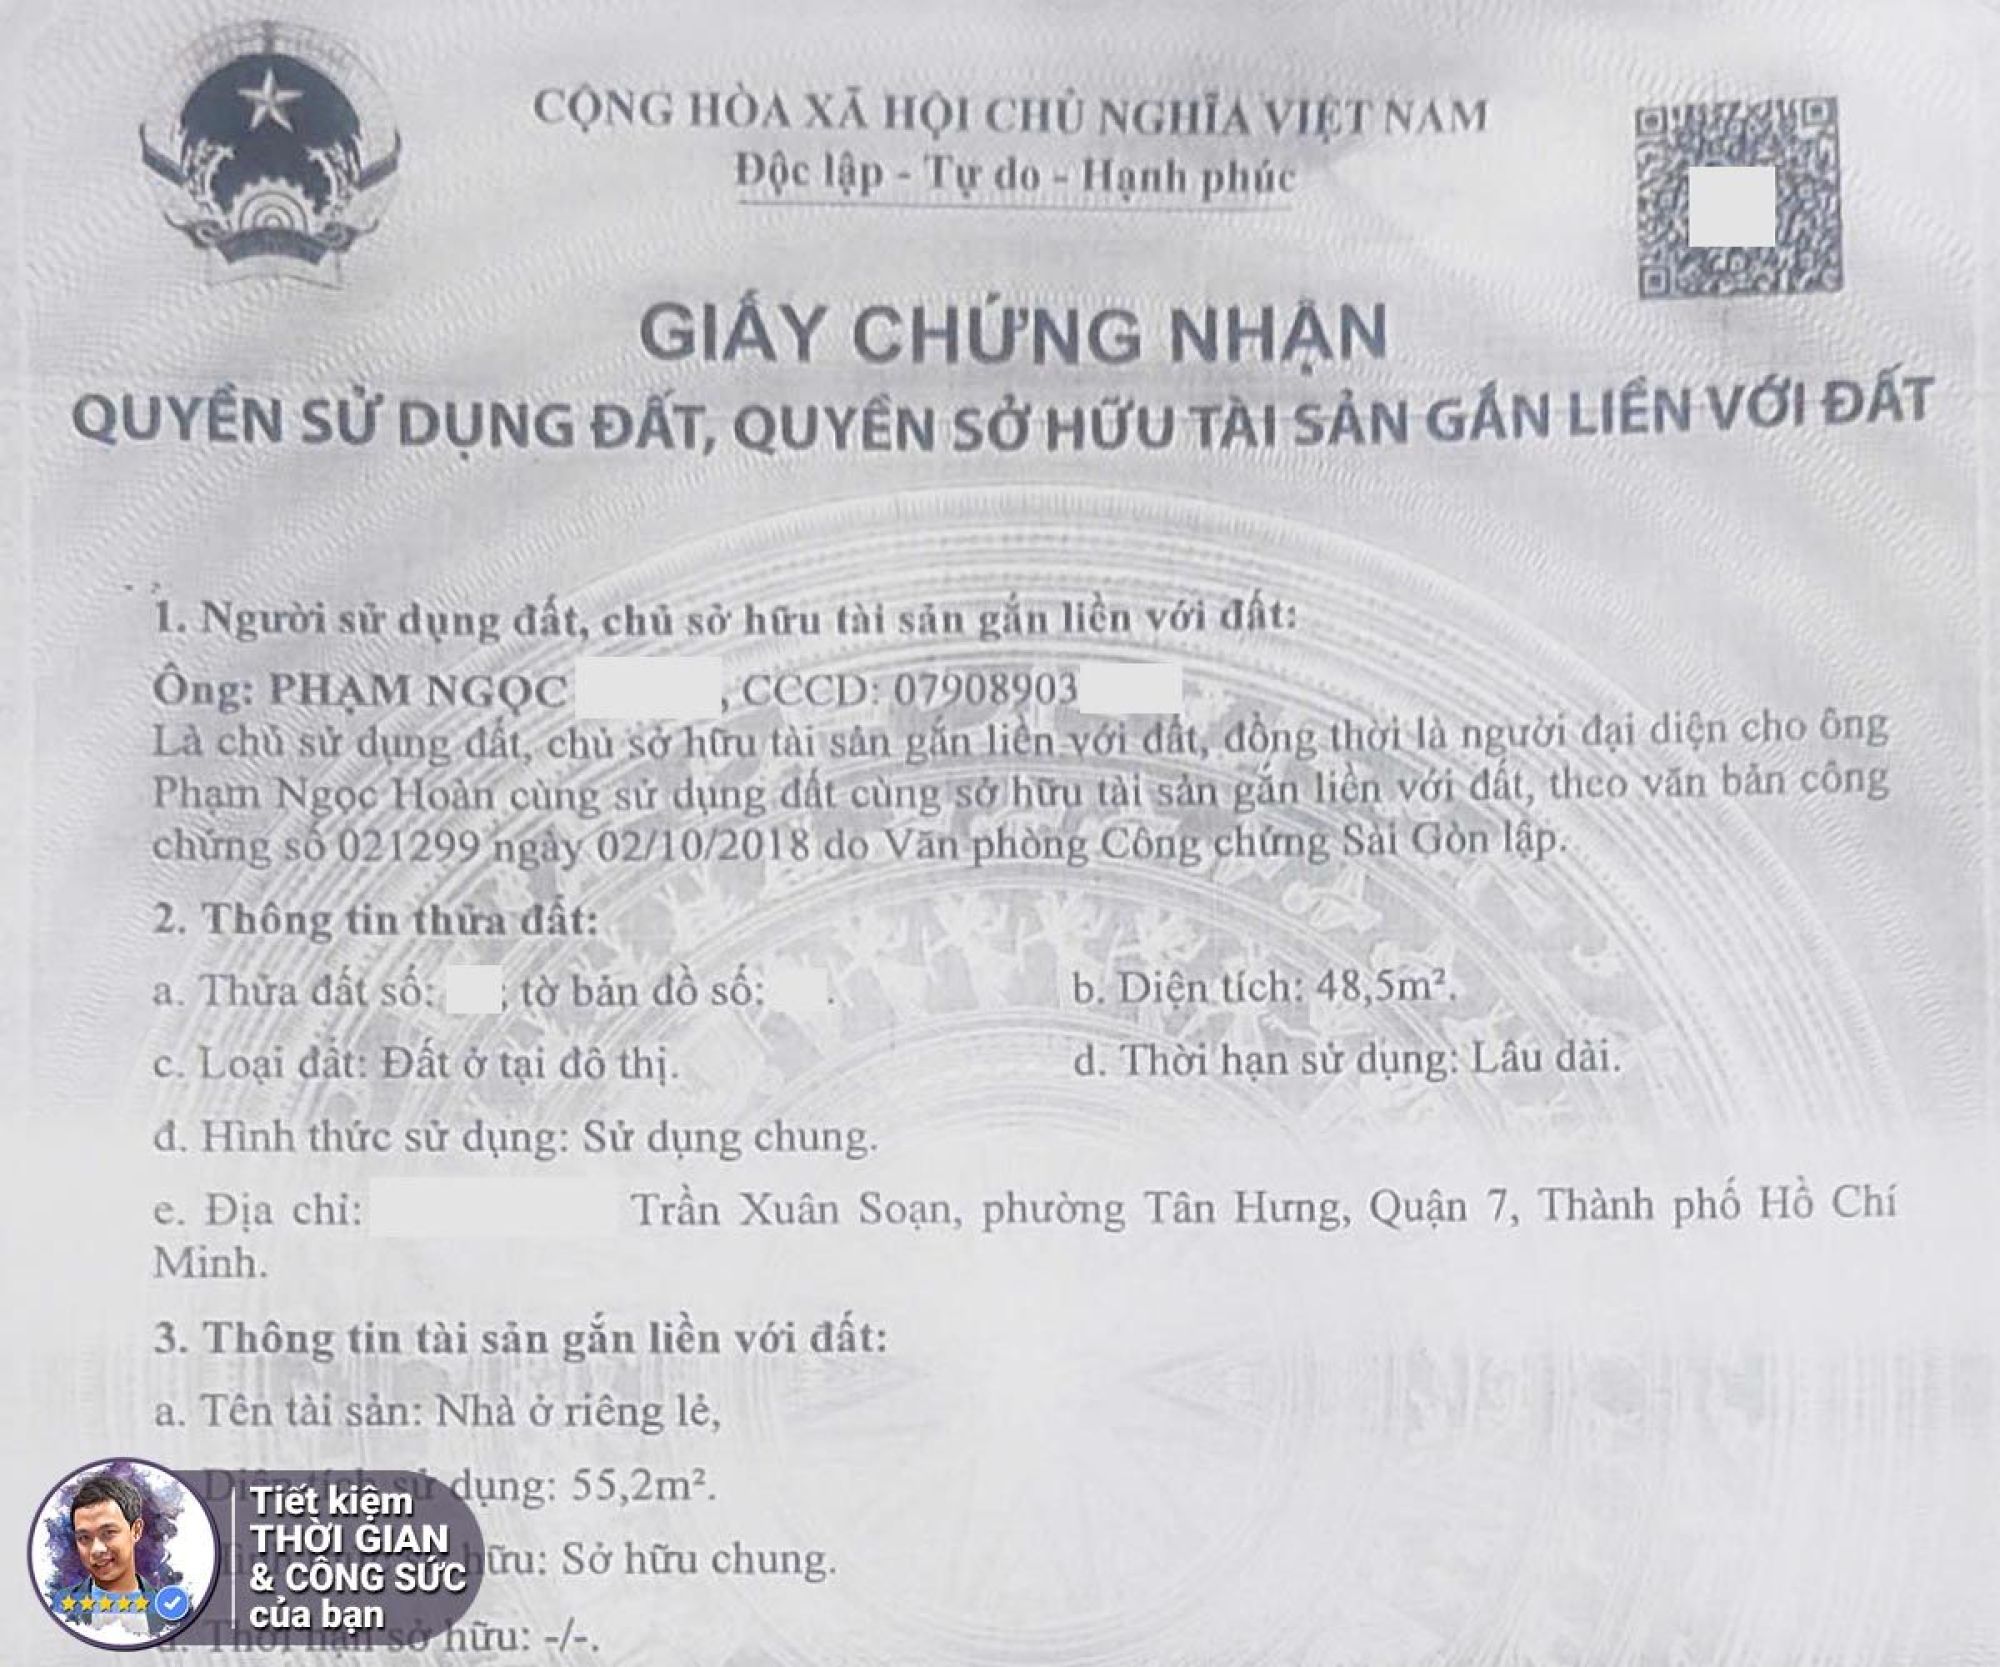 CỘNG HÒA XÃ HỘI CHỦ NGHĨA VIỆT NAM
Độc lập - Tự do - Hạnh phúc
GIẤY CHỨNG NHẬN
QUYỀN SỬ DỤNG ĐẤT, QUYỀN SỞ HỮU TÀI SẢN GẮN LIỀN VỚI ĐẤT
1. Người sử dụng đất, chủ sở hữu tài sản gắn liền với đất:
Ông: PHẠM NGỌC , CCCD: 07908903
Là chủ sử dụng đất, chủ sở hữu tài sản gắn liền với đất, đồng thời là người đại diện cho ông
Phạm Ngọc Hoàn cùng sử dụng đất cùng sở hữu tài sản gắn liền với đất, theo văn bản công
chứng số 021299 ngày 02/10/2018 do Văn phòng Công chứng Sài Gòn lập.
2. Thông tin thửa đất:
a. Thửa đất số: ; tờ bản đồ số: . b. Diện tích: 48,5m².
c. Loại đất: Đất ở tại đô thị. d. Thời hạn sử dụng: Lâu dài.
đ. Hình thức sử dụng: Sử dụng chung.
e. Địa chỉ: Trần Xuân Soạn, phường Tân Hưng, Quận 7, Thành phố Hồ Chí
Minh.
3. Thông tin tài sản gắn liền với đất:
a. Tên tài sản: Nhà ở riêng lẻ,
Diện tích sử dụng: 55,2m².
hữu: Sở hữu chung.
Thời hạn sở hữu: -/-.
Tiết kiệm
THỜI GIAN
& CÔNG SỨC
của bạn